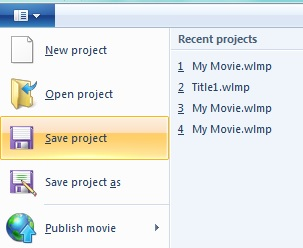 New project
Open project
Save project
Save project as
Publish movie
Recent projects
1 My Movie.wlmp
2 Title1.wlmp
3 My Movie.wlmp
4 My Movie.wlmp